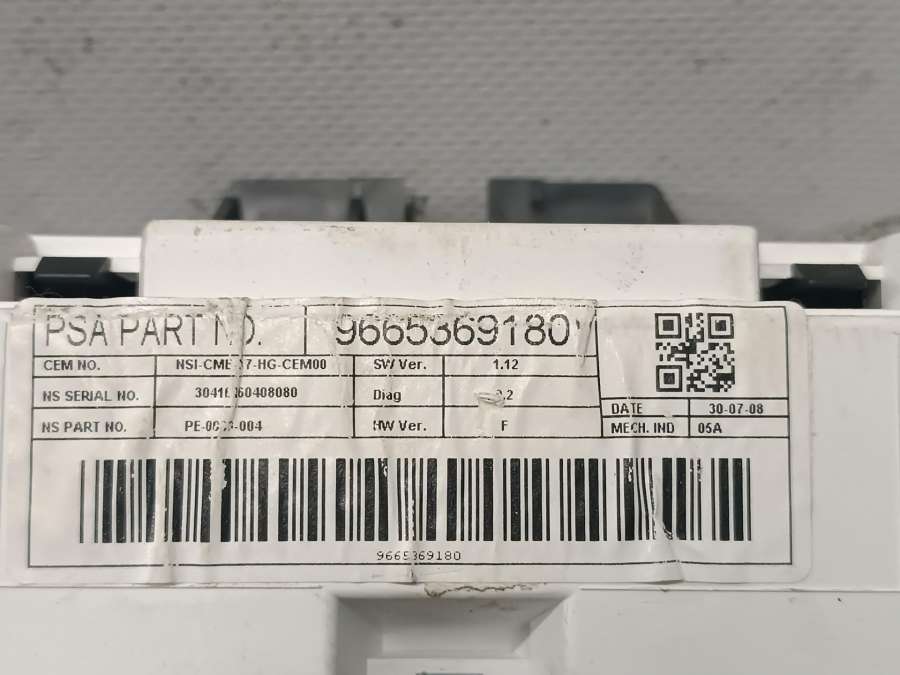 PSA PART NO. 9665369180
CEM NO. SW Ver. 1.12
NS SERIAL NO. Diag
NS PART NO. HW Ver. F
DATE 30-07-08
MECH. IND 05A
9665369180